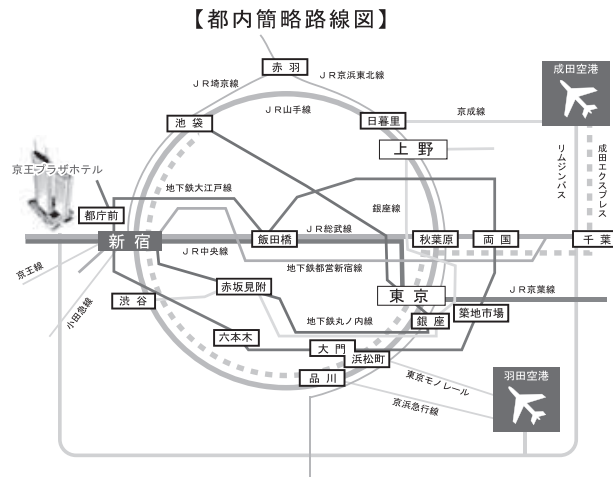 【都内簡略路線図】
赤羽
JR埼京線
JR京浜東北線
成田空港
JR山手線
池袋
日暮里
京成線
上野
京王プラザホテル
地下鉄大江戸線
リムジンバス
成田エクスプレス
都庁前
銀座線
新宿
JR総武線
飯田橋
秋葉原
両国
千葉
JR中央線
京王線
地下鉄都営新宿線
小田急線
渋谷
赤坂見附
東京
JR京葉線
地下鉄丸ノ内線
銀座
築地市場
六本木
大門
浜松町
品川
東京モノレール
京浜急行線
羽田空港